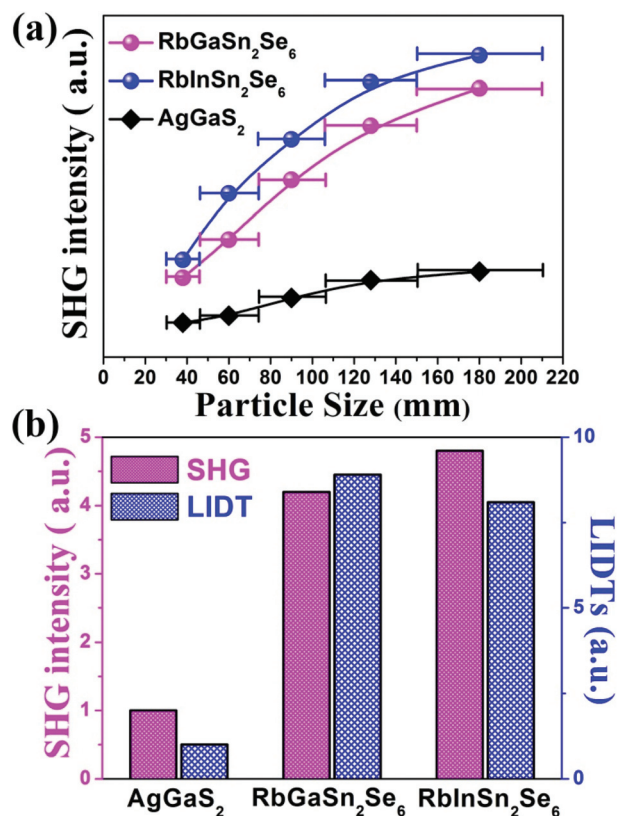 (a)
RbGaSn₂Se₆
RbInSn₂Se₆
AgGaS₂
SHG intensity ( a.u.)
0 20 40 60 80 100 120 140 160 180 200 220
Particle Size (mm)
(b)
SHG
LIDT
SHG intensity ( a.u.)
5
4
3
2
1
0
10
5
0
LIDTs (a.u.)
AgGaS₂ RbGaSn₂Se₆ RbInSn₂Se₆